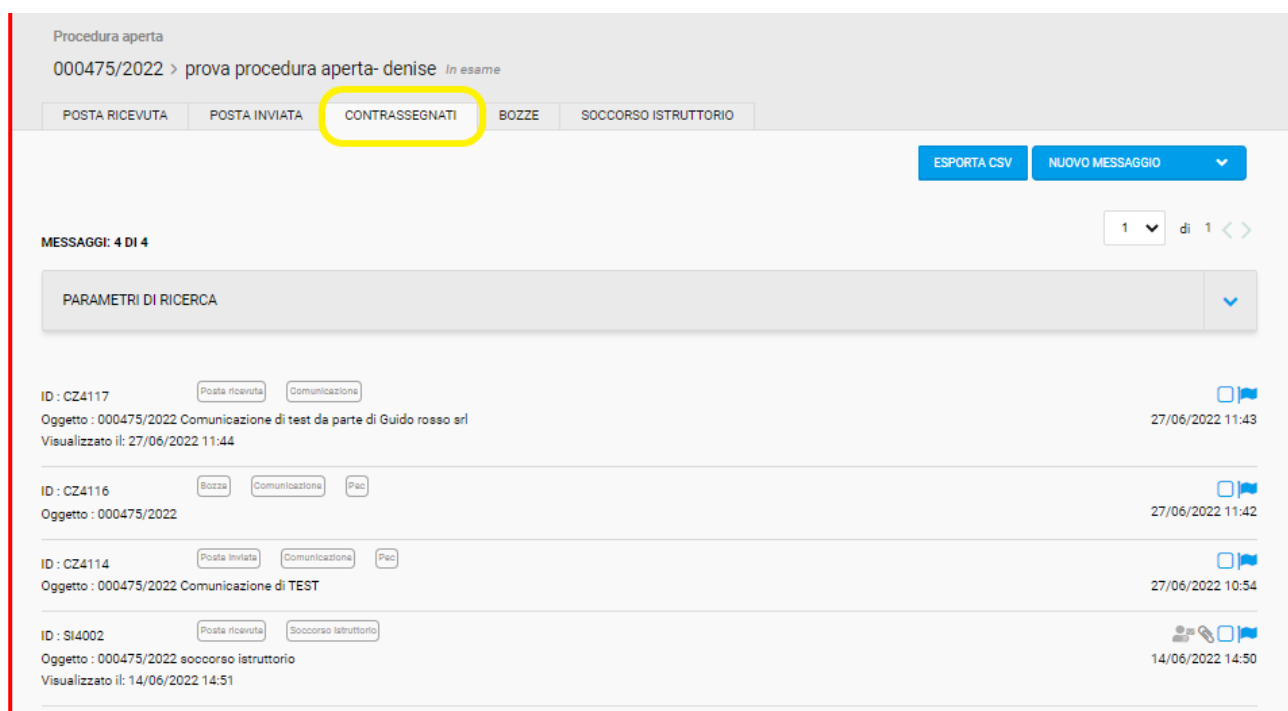 Procedura aperta
000475/2022 > prova procedura aperta- denise In esame
POSTA RICEVUTA POSTA INVIATA CONTRASSEGNATI BOZZE SOCCORSO ISTRUTTORIO
ESPORTA CSV NUOVO MESSAGGIO
1 di 1 < >
MESSAGGI: 4 DI 4
PARAMETRI DI RICERCA
ID : CZ4117 Posta ricevuta Comunicazione
Oggetto : 000475/2022 Comunicazione di test da parte di Guido rosso srl 27/06/2022 11:43
Visualizzato il: 27/06/2022 11:44
ID : CZ4116 Bozza Comunicazione Pec
Oggetto : 000475/2022 27/06/2022 11:42
ID : CZ4114 Posta inviata Comunicazione Pec
Oggetto : 000475/2022 Comunicazione di TEST 27/06/2022 10:54
ID : SI4002 Posta ricevuta Soccorso istruttorio
Oggetto : 000475/2022 soccorso istruttorio 14/06/2022 14:50
Visualizzato il: 14/06/2022 14:51